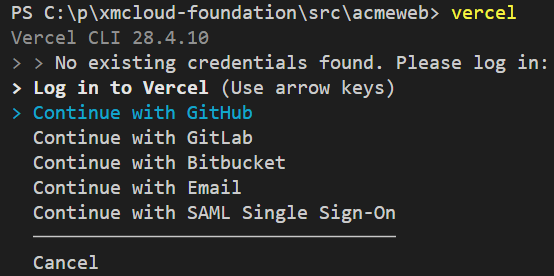 PS C:\p\xmcloud-foundation\src\acmeweb> vercel
Vercel CLI 28.4.10
> > No existing credentials found. Please log in:
> Log in to Vercel (Use arrow keys)
> Continue with GitHub
Continue with GitLab
Continue with Bitbucket
Continue with Email
Continue with SAML Single Sign-On
Cancel